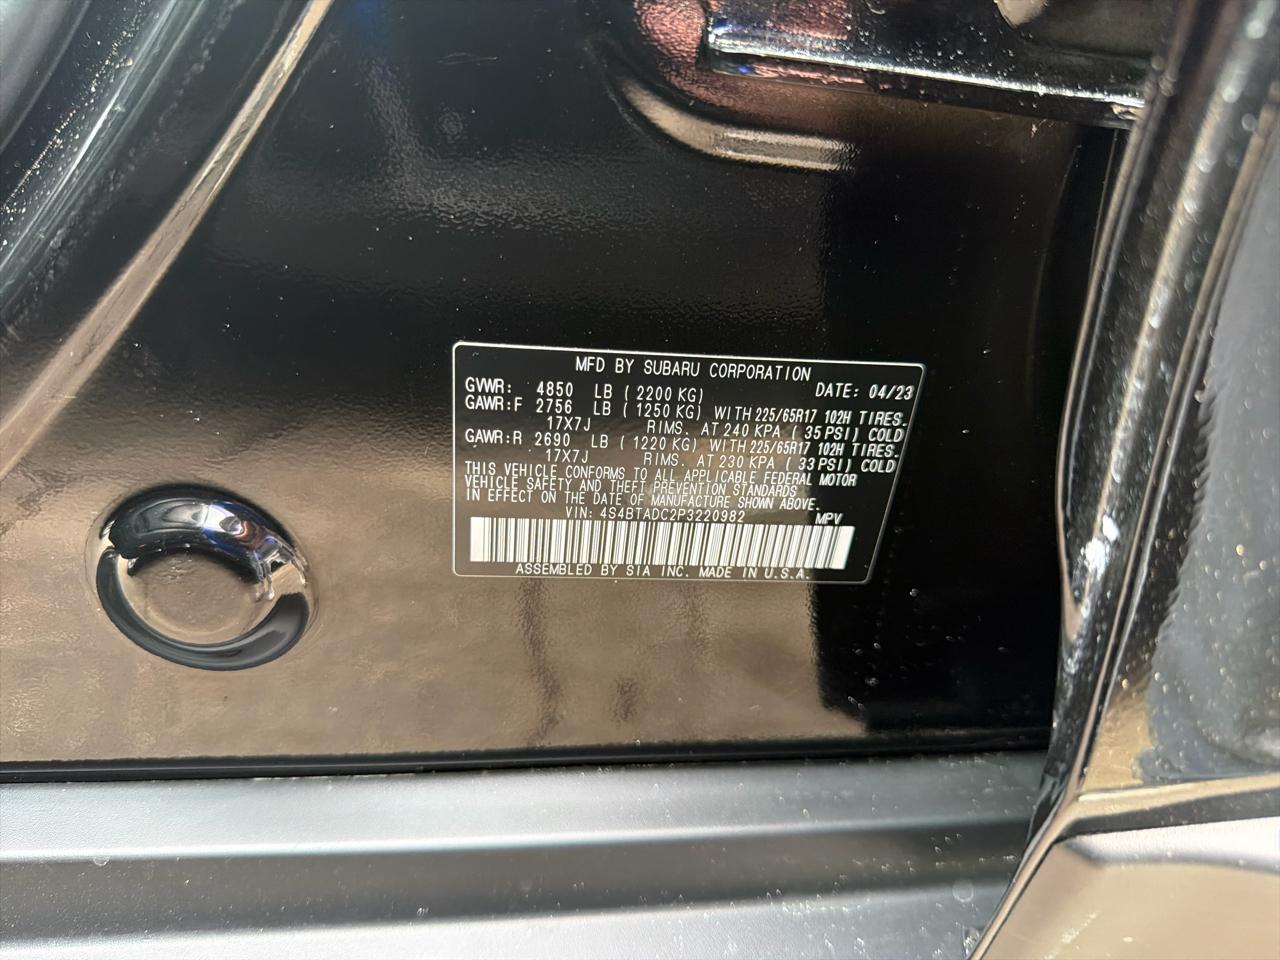 MFD BY SUBARU CORPORATION
GVWR: 4850 LB (2200 KG) DATE: 04/23
GAWR:F 2756 LB (1250 KG) WITH 225/65R17 102H TIRES.
17X7J RIMS. AT 240 KPA (35 PSI) COLD
GAWR:R 2690 LB (1220 KG) WITH 225/65R17 102H TIRES.
17X7J RIMS. AT 230 KPA (33 PSI) COLD
THIS VEHICLE CONFORMS TO ALL APPLICABLE FEDERAL MOTOR
VEHICLE SAFETY AND THEFT PREVENTION STANDARDS
IN EFFECT ON THE DATE OF MANUFACTURE SHOWN ABOVE.
VIN: 4S4BTADC2P3220982 MPV
ASSEMBLED BY SIA INC. MADE IN U.S.A.